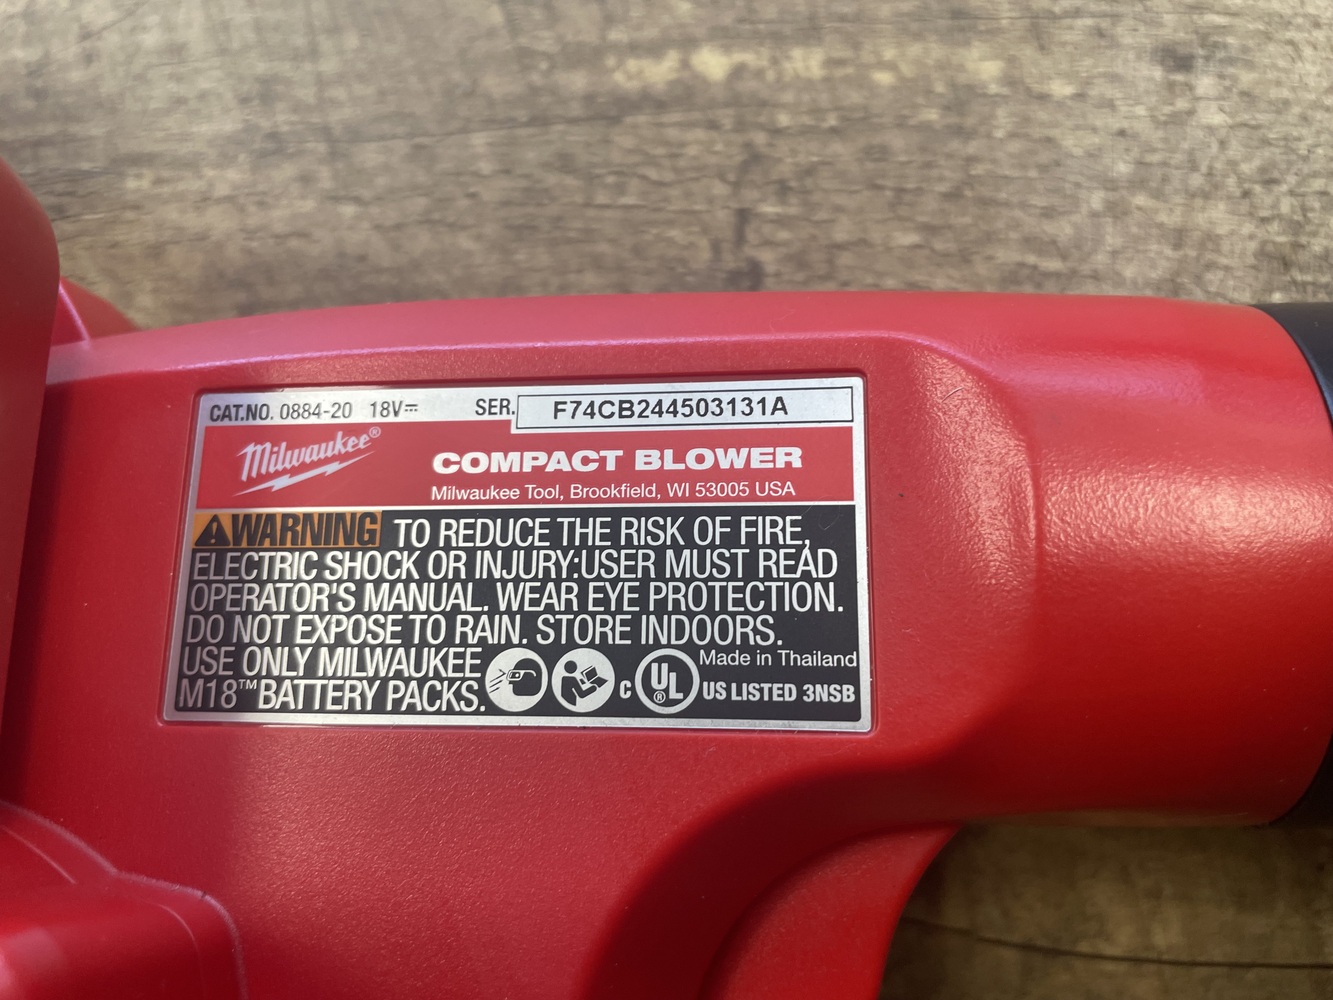 CAT.NO. 0884-20 18V⎓ SER. F74CB244503131A
Milwaukee®
COMPACT BLOWER
Milwaukee Tool, Brookfield, WI 53005 USA
⚠WARNING TO REDUCE THE RISK OF FIRE,
ELECTRIC SHOCK OR INJURY:USER MUST READ
OPERATOR'S MANUAL. WEAR EYE PROTECTION.
DO NOT EXPOSE TO RAIN. STORE INDOORS.
USE ONLY MILWAUKEE
M18™ BATTERY PACKS.
Made in Thailand
C UL® US LISTED 3NSB